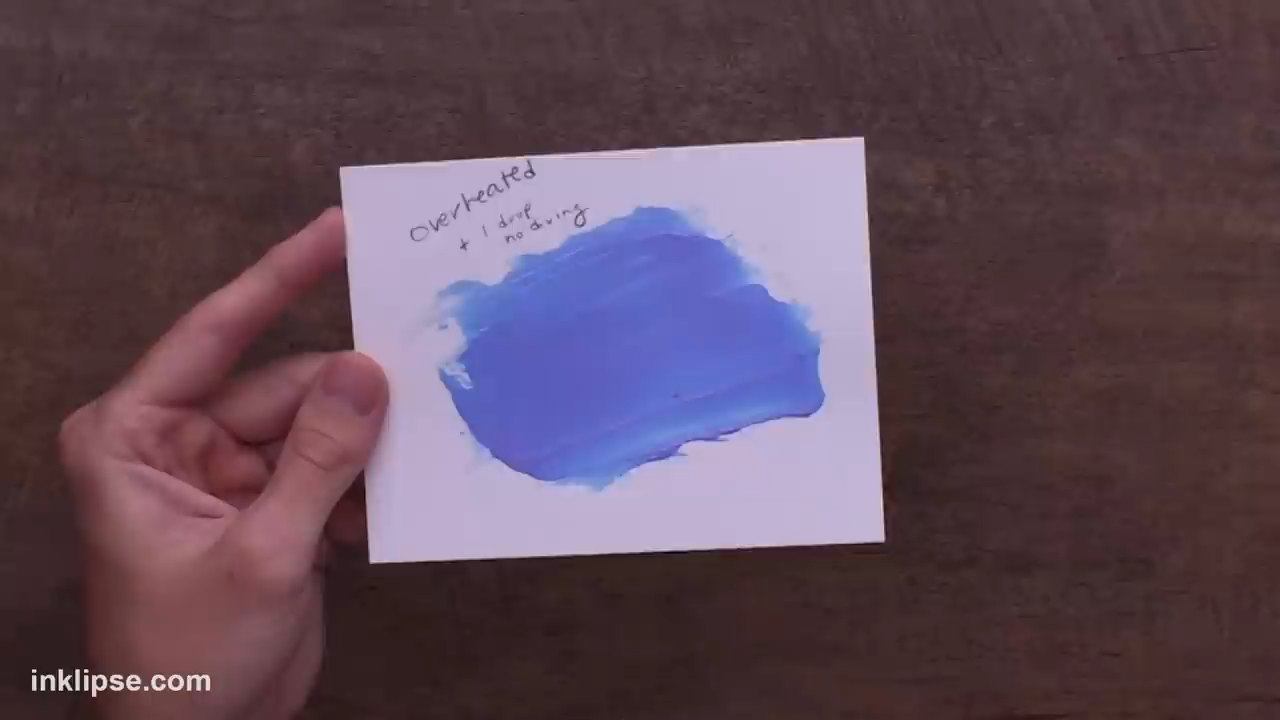 overheated
+ 1 drop
no drying
inklipse.com